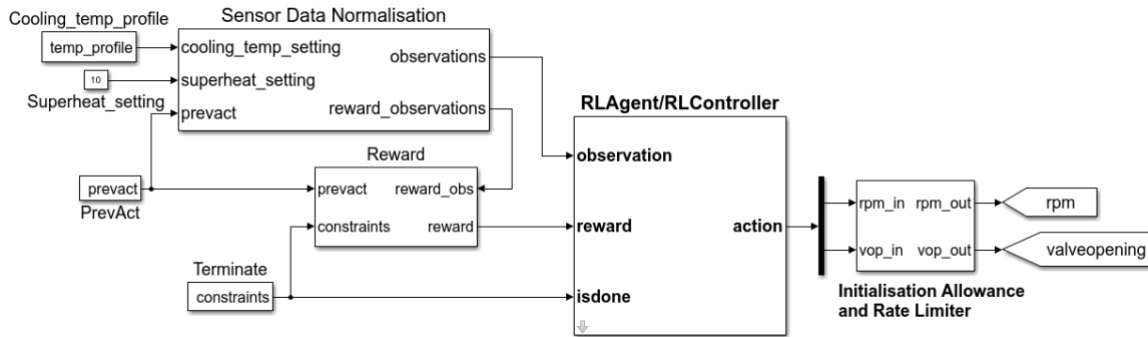 Cooling_temp_profile
temp_profile
10
Superheat_setting
Sensor Data Normalisation
cooling_temp_setting
observations
superheat_setting
reward_observations
prevact
prevact
PrevAct
Reward
prevact
reward_obs
constraints
reward
Terminate
constraints
RLAgent/RLController
observation
reward
action
isdone
rpm_in
rpm_out
vop_in
vop_out
Initialisation Allowance
and Rate Limiter
rpm
valveopening